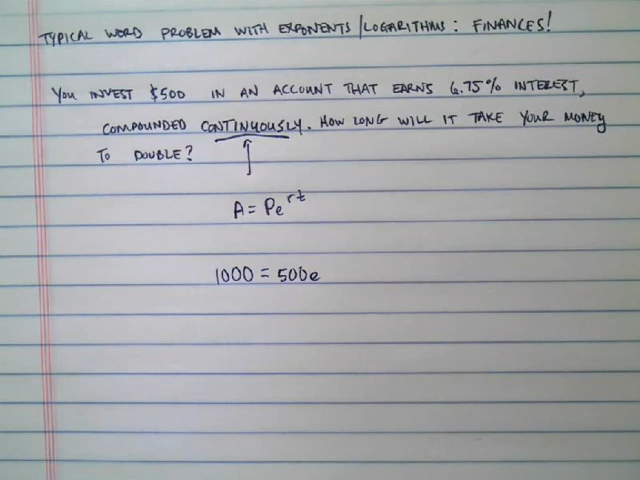 TYPICAL WORD PROBLEM WITH EXPONENTS/LOGARITHMS: FINANCES!
YOU INVEST $500 IN AN ACCOUNT THAT EARNS 6.75% INTEREST,
COMPOUNDED CONTINUOUSLY. HOW LONG WILL IT TAKE YOUR MONEY
TO DOUBLE?
A = Pe^rt
1000 = 500e